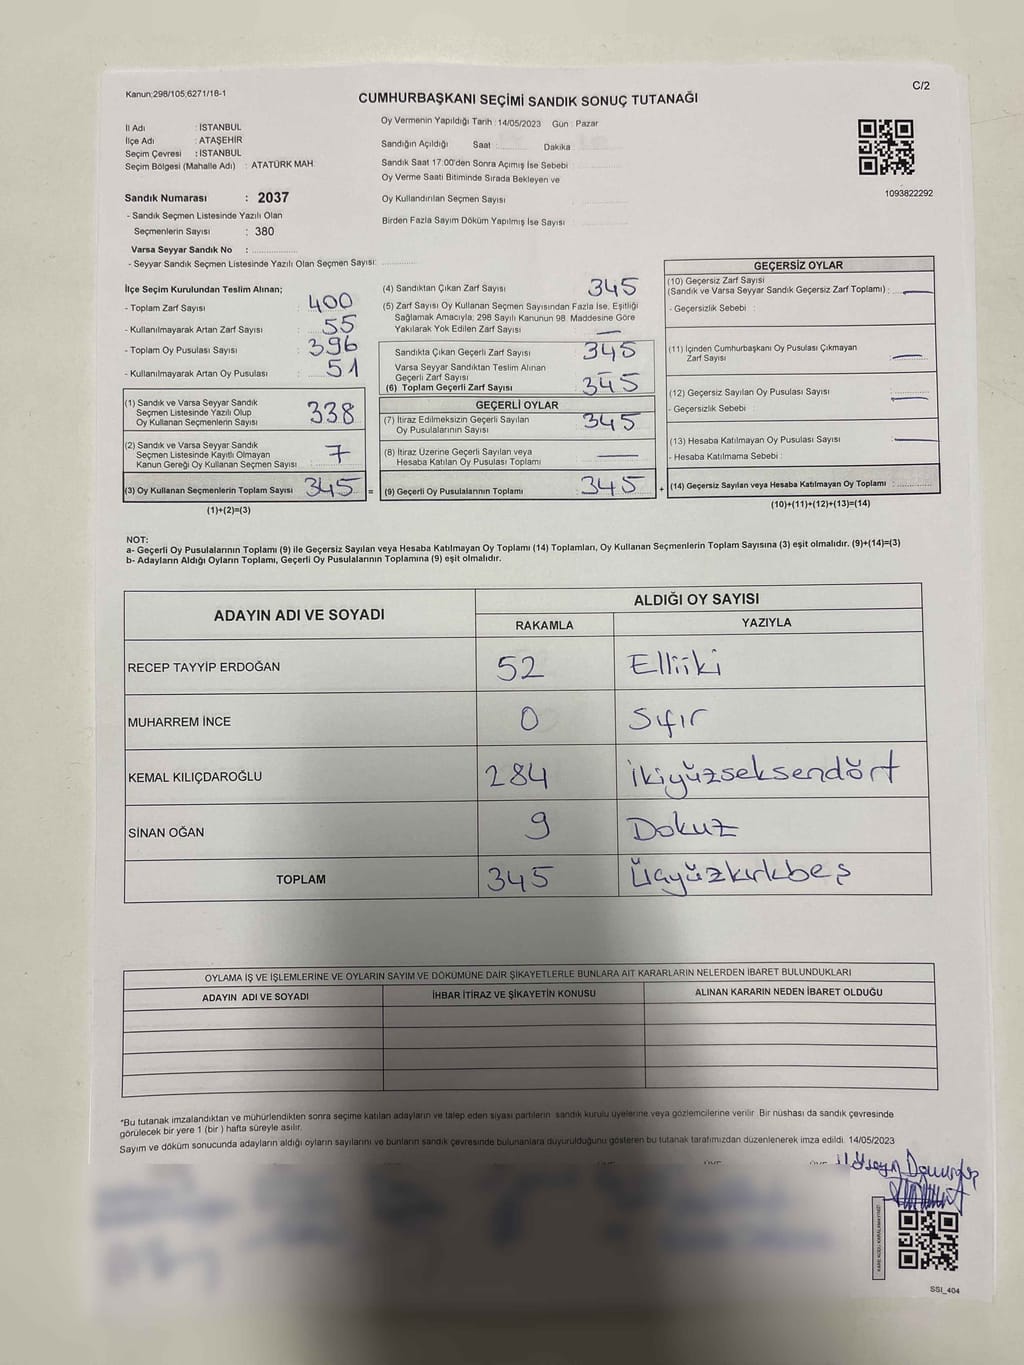 Kanun;298/105,6271/18-1
C/2
CUMHURBAŞKANI SEÇİMİ SANDIK SONUÇ TUTANAĞI
İl Adı : İSTANBUL
İlçe Adı : ATAŞEHİR
Seçim Çevresi : İSTANBUL
Seçim Bölgesi (Mahalle Adı) : ATATÜRK MAH.
Sandık Numarası : 2037
- Sandık Seçmen Listesinde Yazılı Olan
Seçmenlerin Sayısı : 380
Varsa Seyyar Sandık No :
- Seyyar Sandık Seçmen Listesinde Yazılı Olan Seçmen Sayısı:
Oy Vermenin Yapıldığı Tarih : 14/05/2023 Gün : Pazar
Sandığın Açıldığı Saat : Dakika
Sandık Saat 17:00'den Sonra Açımış İse Sebebi :
Oy Verme Saati Bitiminde Sırada Bekleyen ve
Oy Kullandırılan Seçmen Sayısı :
Birden Fazla Sayım Döküm Yapılmış İse Sayısı :
1093822292
İlçe Seçim Kurulundan Teslim Alınan;
- Toplam Zarf Sayısı : 400
- Kullanılmayarak Artan Zarf Sayısı : 55
- Toplam Oy Pusulası Sayısı : 396
- Kullanılmayarak Artan Oy Pusulası : 51
(1) Sandık ve Varsa Seyyar Sandık
Seçmen Listesinde Yazılı Olup
Oy Kullanan Seçmenlerin Sayısı : 338
(2) Sandık ve Varsa Seyyar Sandık
Seçmen Listesinde Kayıtlı Olmayan
Kanun Gereği Oy Kullanan Seçmen Sayısı : 7
(3) Oy Kullanan Seçmenlerin Toplam Sayısı : 345 =
(1)+(2)=(3)
(4) Sandıktan Çıkan Zarf Sayısı : 345
(5) Zarf Sayısı Oy Kullanan Seçmen Sayısından Fazla İse, Eşitliği
Sağlamak Amacıyla; 298 Sayılı Kanunun 98. Maddesine Göre
Yakılarak Yok Edilen Zarf Sayısı : —
Sandıkta Çıkan Geçerli Zarf Sayısı : 345
Varsa Seyyar Sandıktan Teslim Alınan
Geçerli Zarf Sayısı : —
(6) Toplam Geçerli Zarf Sayısı : 345
GEÇERLİ OYLAR
(7) İtiraz Edilmeksizin Geçerli Sayılan
Oy Pusulalarının Sayısı : 345
(8) İtiraz Üzerine Geçerli Sayılan veya
Hesaba Katılan Oy Pusulası Toplamı : —
(9) Geçerli Oy Pusulalarının Toplamı : 345 +
GEÇERSİZ OYLAR
(10) Geçersiz Zarf Sayısı
(Sandık ve Varsa Seyyar Sandık Geçersiz Zarf Toplamı) : —
- Geçersizlik Sebebi :
(11) İçinden Cumhurbaşkanı Oy Pusulası Çıkmayan
Zarf Sayısı : —
(12) Geçersiz Sayılan Oy Pusulası Sayısı : —
- Geçersizlik Sebebi :
(13) Hesaba Katılmayan Oy Pusulası Sayısı : —
- Hesaba Katılmama Sebebi :
(14) Geçersiz Sayılan veya Hesaba Katılmayan Oy Toplamı :
(10)+(11)+(12)+(13)=(14)
NOT:
a- Geçerli Oy Pusulalarının Toplamı (9) ile Geçersiz Sayılan veya Hesaba Katılmayan Oy Toplamı (14) Toplamları, Oy Kullanan Seçmenlerin Toplam Sayısına (3) eşit olmalıdır. (9)+(14)=(3)
b- Adayların Aldığı Oyların Toplamı, Geçerli Oy Pusulalarının Toplamına (9) eşit olmalıdır.
ADAYIN ADI VE SOYADI
ALDIĞI OY SAYISI
RAKAMLA YAZIYLA
RECEP TAYYİP ERDOĞAN 52 Elliiki
MUHARREM İNCE 0 Sıfır
KEMAL KILIÇDAROĞLU 284 ikiyüzseksendört
SİNAN OĞAN 9 Dokuz
TOPLAM 345 Üçyüzkırkbeş
OYLAMA İŞ VE İŞLEMLERİNE VE OYLARIN SAYIM VE DÖKÜMÜNE DAİR ŞİKAYETLERLE BUNLARA AİT KARARLARIN NELERDEN İBARET BULUNDUKLARI
ADAYIN ADI VE SOYADI İHBAR İTİRAZ VE ŞİKAYETİN KONUSU ALINAN KARARIN NEDEN İBARET OLDUĞU
*Bu tutanak imzalandıktan ve mühürlendikten sonra seçime katılan adayların ve talep eden siyasi partilerin sandık kurulu üyelerine veya gözlemcilerine verilir. Bir nüshası da sandık çevresinde
görülecek bir yere 1 (bir ) hafta süreyle asılır.
Sayım ve döküm sonucunda adayların aldığı oyların sayılarını ve bunların sandık çevresinde bulunanlara duyurulduğunu gösteren bu tutanak tarafımızdan düzenlenerek imza edildi. 14/05/2023
SSI_404